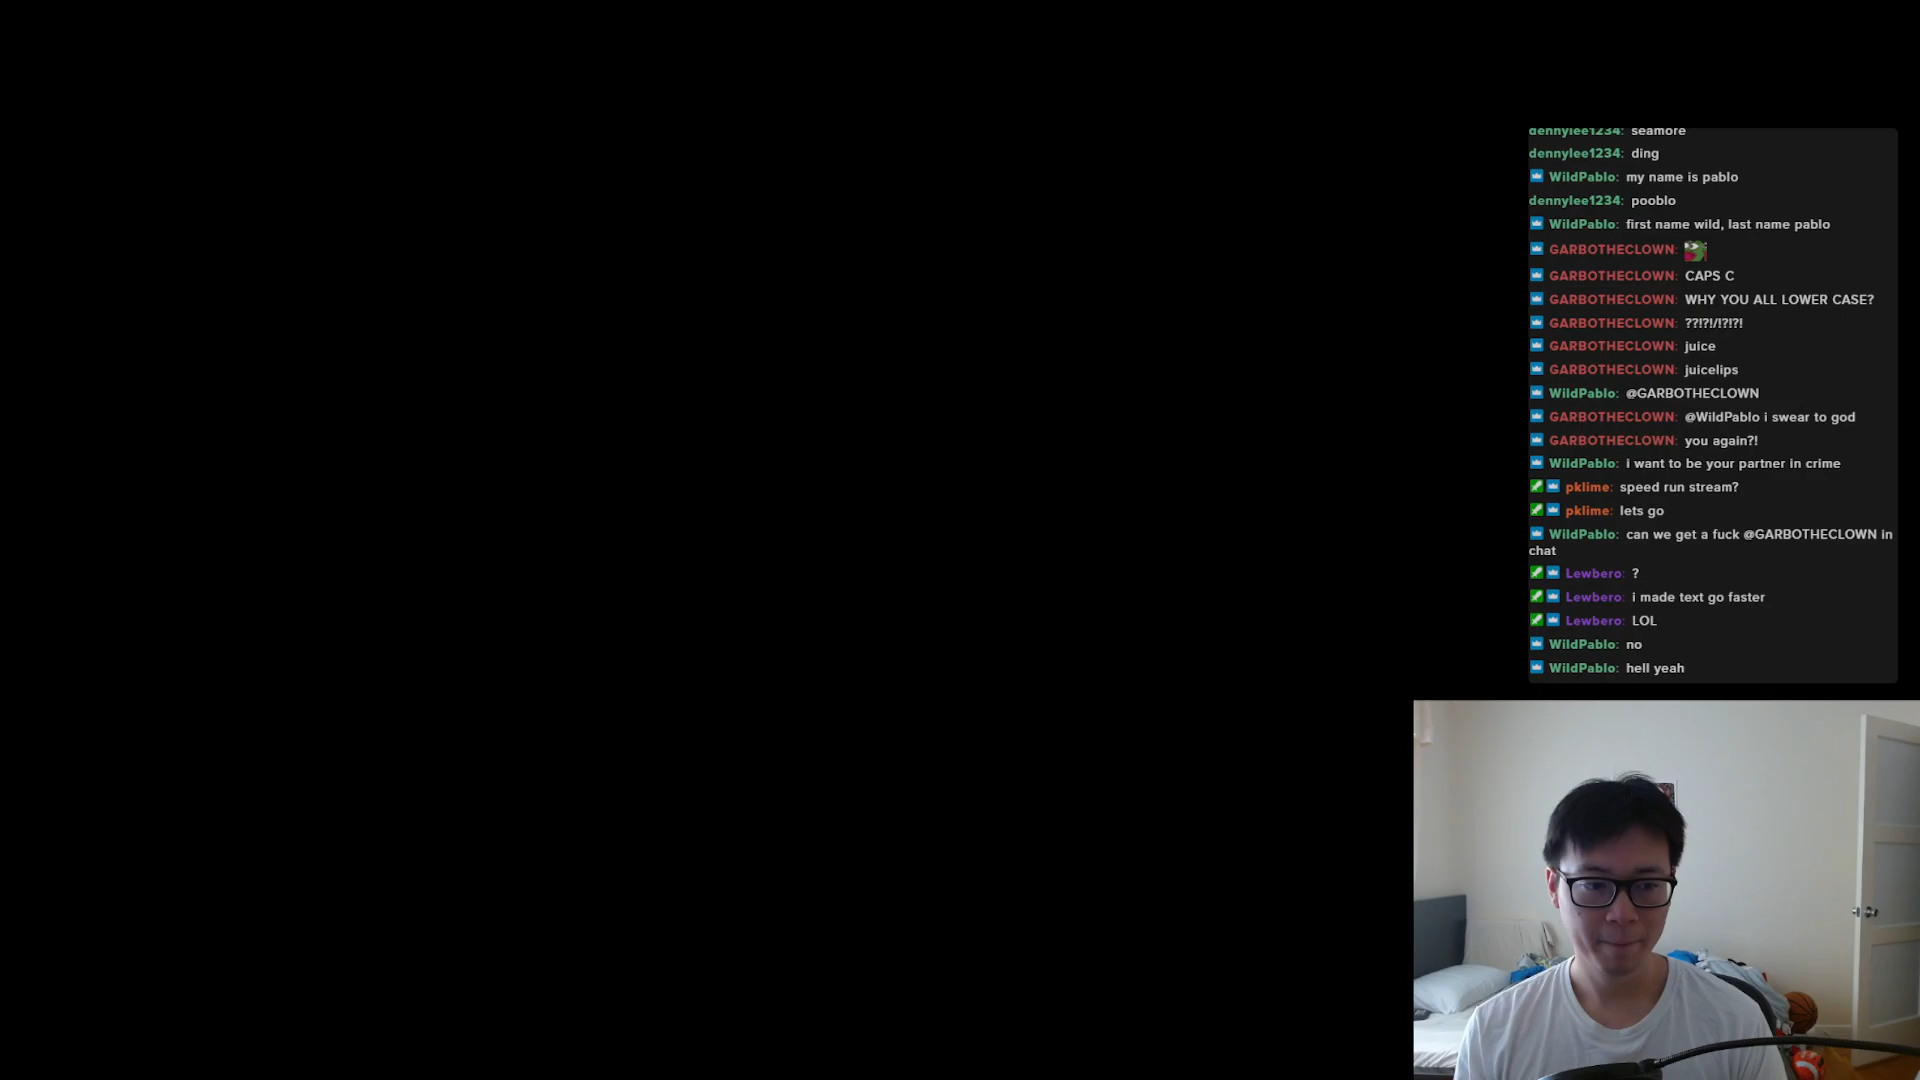 dennylee1234: seamore
dennylee1234: ding
WildPablo: my name is pablo
dennylee1234: pooblo
WildPablo: first name wild, last name pablo
GARBOTHECLOWN:
GARBOTHECLOWN: CAPS C
GARBOTHECLOWN: WHY YOU ALL LOWER CASE?
GARBOTHECLOWN: ??!?!/!?!?!
GARBOTHECLOWN: juice
GARBOTHECLOWN: juicelips
WildPablo: @GARBOTHECLOWN
GARBOTHECLOWN: @WildPablo i swear to god
GARBOTHECLOWN: you again?!
WildPablo: i want to be your partner in crime
pklime: speed run stream?
pklime: lets go
WildPablo: can we get a fuck @GARBOTHECLOWN in
chat
Lewbero: ?
Lewbero: i made text go faster
Lewbero: LOL
WildPablo: no
WildPablo: hell yeah